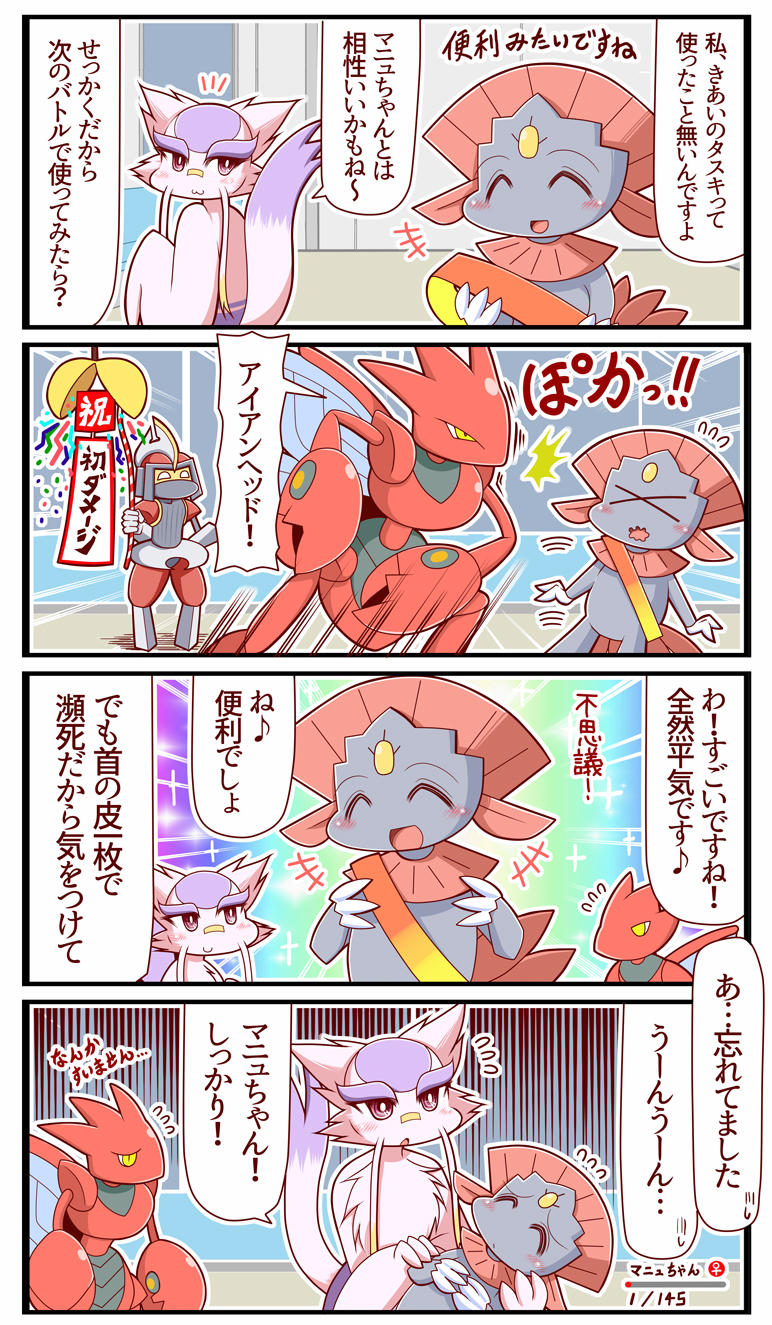 私、きあいのタスキって
使ったこと無いんですよ
便利みたいですね
マニュちゃんとは
相性いいかもね〜
せっかくだから
次のバトルで使ってみたら?
ぽかっ!!
アイアンヘッド!
祝
初ダメージ
わ!すごいですね!
全然平気です♪
不思議!
ね♪
便利でしょ
でも首の皮一枚で
瀕死だから気をつけて
あ…忘れてました
うーんうーん…
マニュちゃん!
しっかり!
なんか
すいません…
マニュちゃん♀
1/145